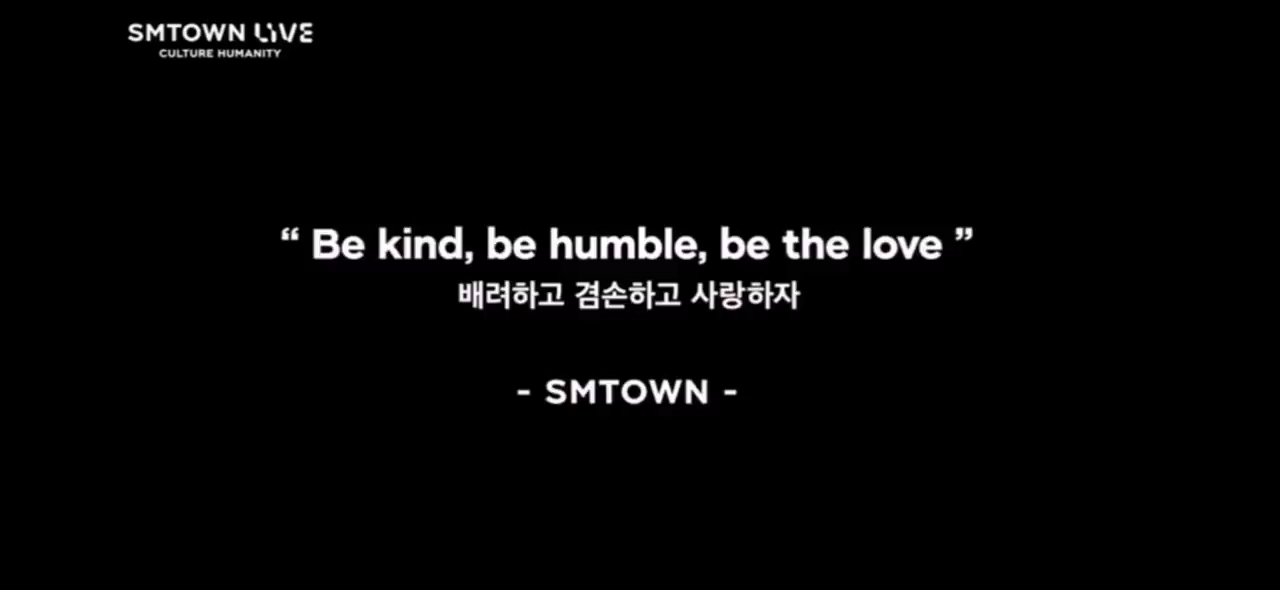 SMTOWN LIVE
CULTURE HUMANITY
“ Be kind, be humble, be the love ”
배려하고 겸손하고 사랑하자
- SMTOWN -